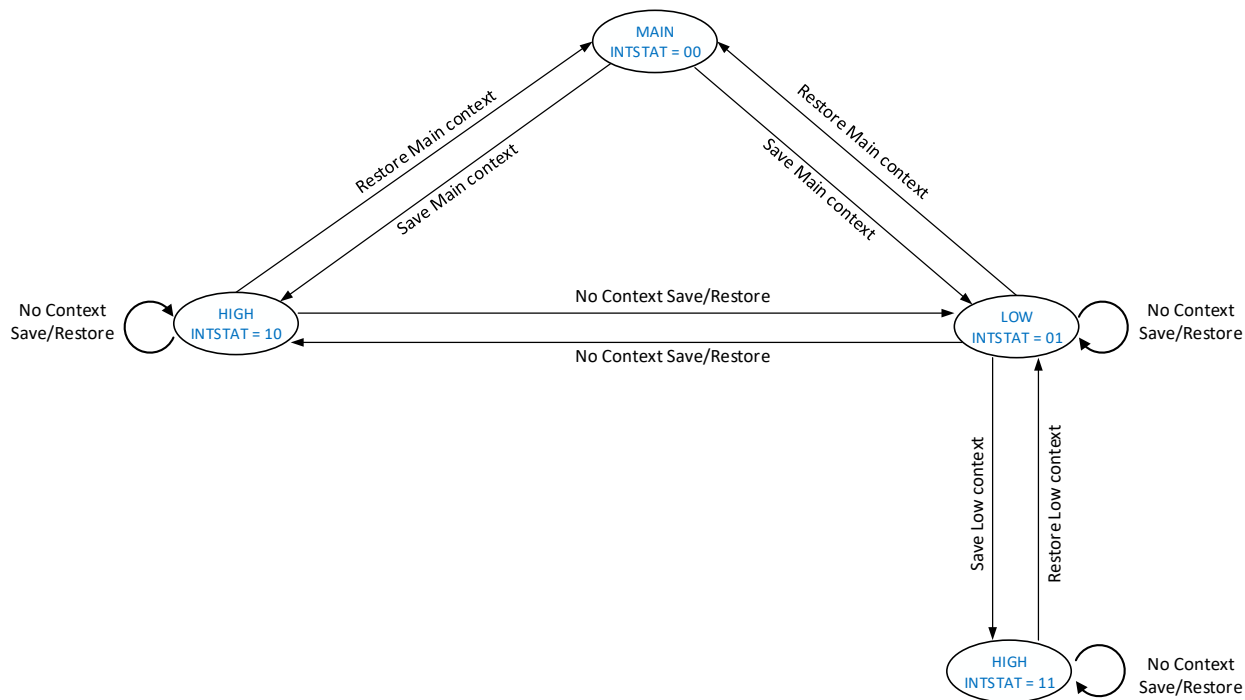 MAIN
INTSTAT = 00
Restore Main context
Save Main context
Save Main context
Restore Main context
No Context
Save/Restore
HIGH
INTSTAT = 10
No Context Save/Restore
No Context Save/Restore
LOW
INTSTAT = 01
No Context
Save/Restore
Save Low context
Restore Low context
HIGH
INTSTAT = 11
No Context
Save/Restore